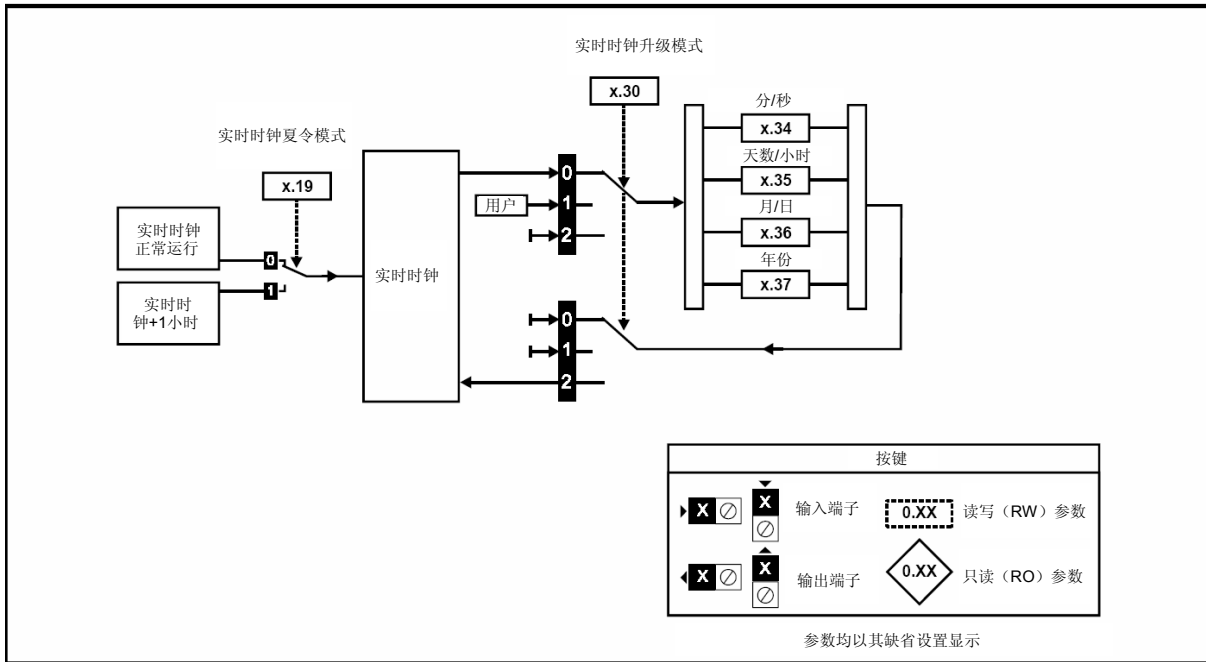 实时时钟升级模式
x.30
分/秒
x.34
天数/小时
x.35
月/日
x.36
年份
x.37
实时时钟夏令模式
x.19
实时时钟
正常运行
0
实时时
钟+1小时
1
实时时钟
0
用户
1
2
0
1
2
按键
X
X
输入端子
0.XX
读写（RW）参数
X
X
输出端子
0.XX
只读（RO）参数
参数均以其缺省设置显示